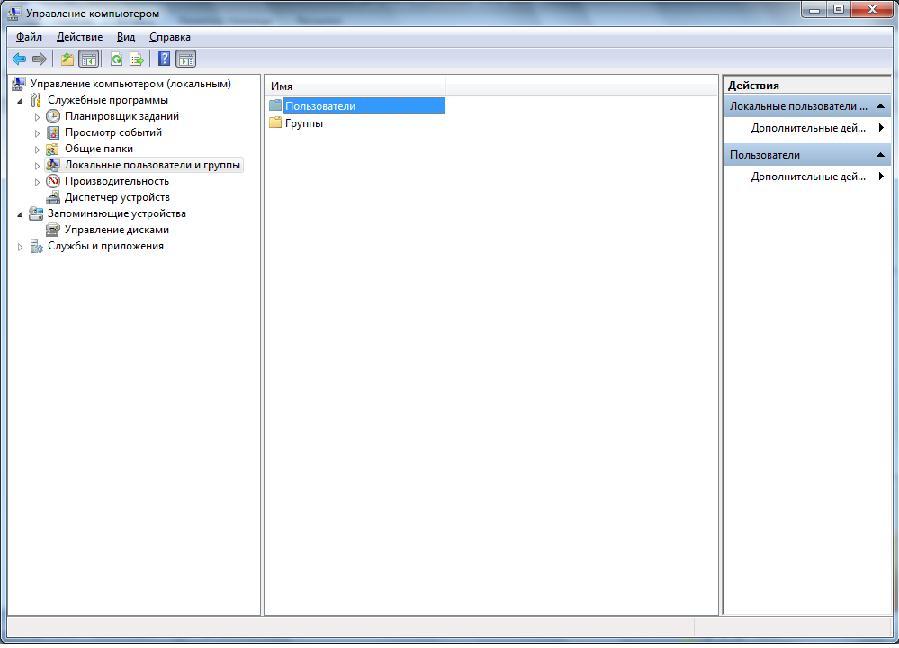 Управление компьютером
Файл Действие Вид Справка
Управление компьютером (локальным)
Служебные программы
Планировщик заданий
Просмотр событий
Общие папки
Локальные пользователи и группы
Производительность
Диспетчер устройств
Запоминающие устройства
Управление дисками
Службы и приложения
Имя
Пользователи
Группы
Действия
Локальные пользователи ...
Дополнительные дей...
Пользователи
Дополнительные дей...